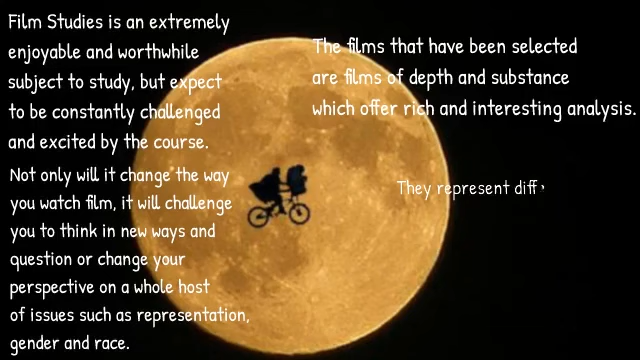 Film Studies is an extremely
enjoyable and worthwhile
subject to study, but expect
to be constantly challenged
and excited by the course.
Not only will it change the way
you watch film, it will challenge
you to think in new ways and
question or change your
perspective on a whole host
of issues such as representation,
gender and race.
The films that have been selected
are films of depth and substance
which offer rich and interesting analysis.
They represent diff